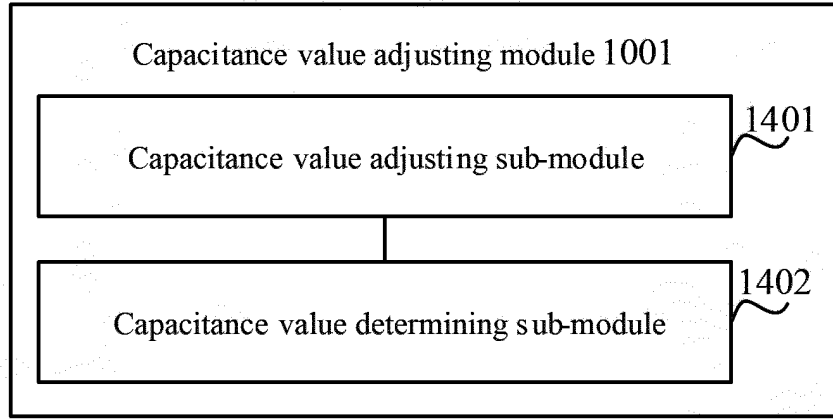 Capacitance value adjusting module 1001
1401
Capacitance value adjusting sub-module
1402
Capacitance value determining sub-module